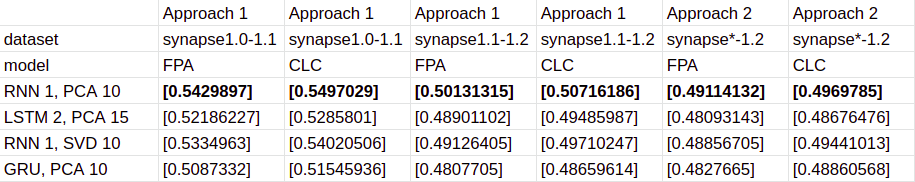 Approach 1 Approach 1 Approach 1 Approach 1 Approach 2 Approach 2
dataset synapse1.0-1.1 synapse1.0-1.1 synapse1.1-1.2 synapse1.1-1.2 synapse*-1.2 synapse*-1.2
model FPA CLC FPA CLC FPA CLC
RNN 1, PCA 10 [0.5429897] [0.5497029] [0.50131315] [0.50716186] [0.49114132] [0.4969785]
LSTM 2, PCA 15 [0.52186227] [0.5285801] [0.48901102] [0.49485987] [0.48093143] [0.48676476]
RNN 1, SVD 10 [0.5334963] [0.54020506] [0.49126405] [0.49710247] [0.48856705] [0.49441013]
GRU, PCA 10 [0.5087332] [0.51545936] [0.4807705] [0.48659614] [0.4827665] [0.48860568]